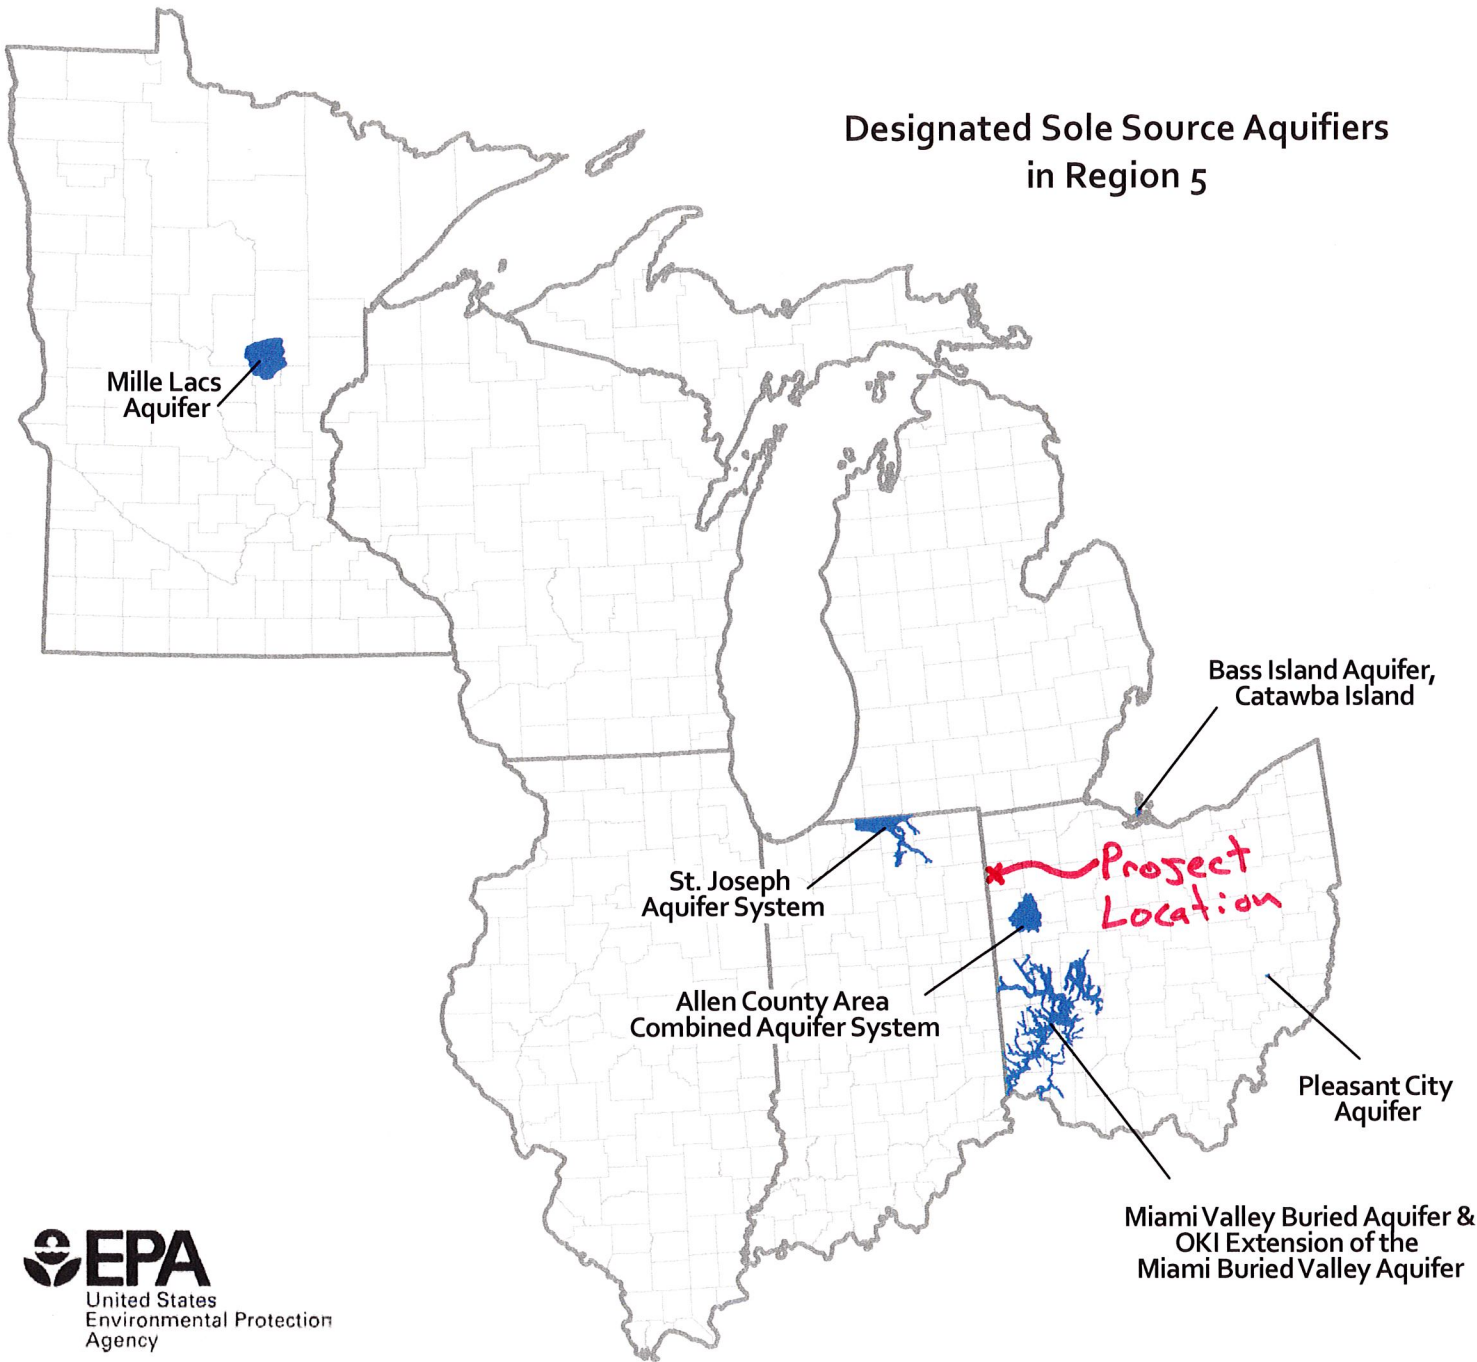 Designated Sole Source Aquifiers
in Region 5
Mille Lacs
Aquifer
Bass Island Aquifer,
Catawba Island
St. Joseph
Aquifer System
Project
Location
Allen County Area
Combined Aquifer System
Pleasant City
Aquifer
Miami Valley Buried Aquifer &
OKI Extension of the
Miami Buried Valley Aquifer
EPA
United States
Environmental Protection
Agency